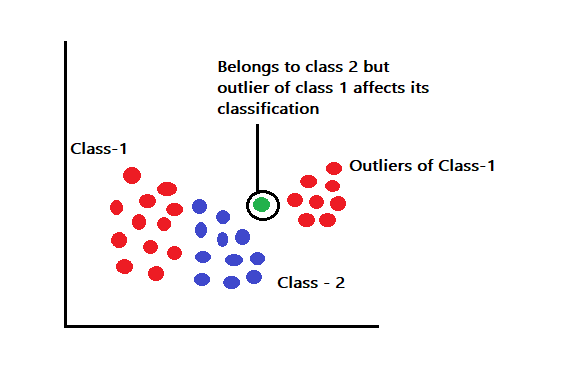 Belongs to class 2 but
outlier of class 1 affects its
classification
Class-1
Outliers of Class-1
Class - 2